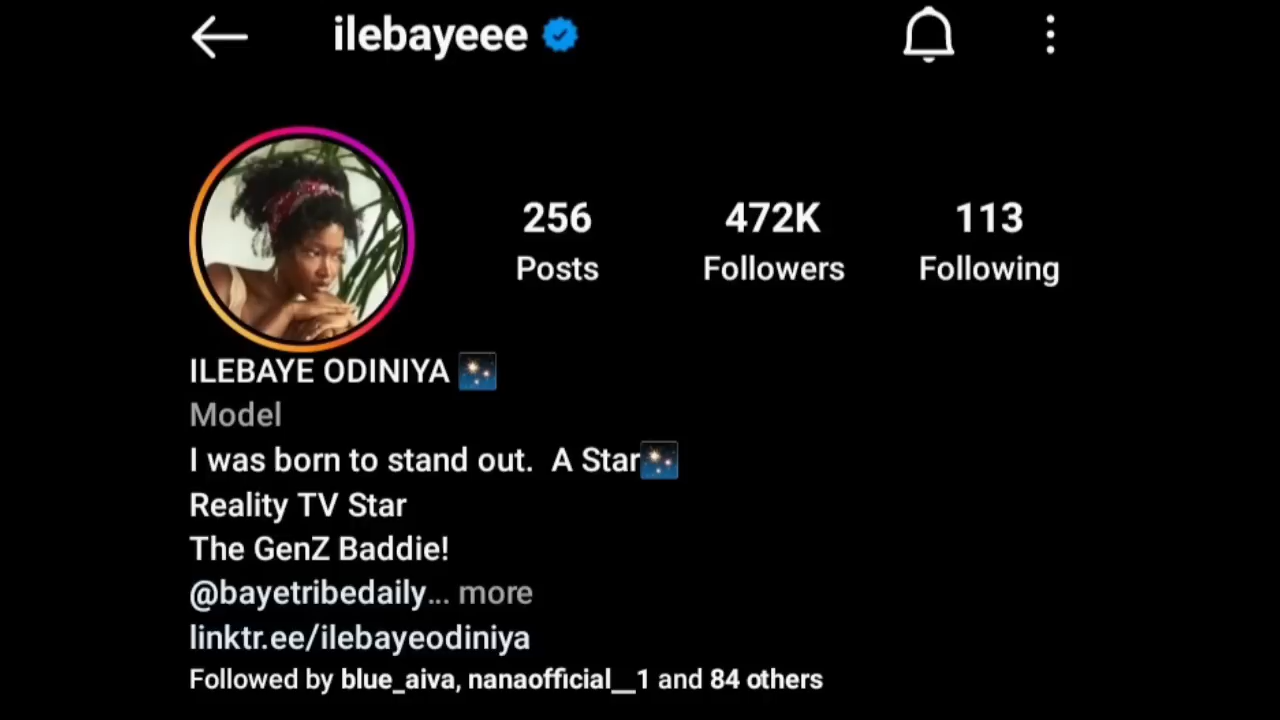 ilebayeee
256 472K 113
Posts Followers Following
ILEBAYE ODINIYA 🎇
Model
I was born to stand out.  A Star🎇
Reality TV Star
The GenZ Baddie!
@bayetribedaily... more
linktr.ee/ilebayeodiniya
Followed by blue_aiva, nanaofficial__1 and 84 others